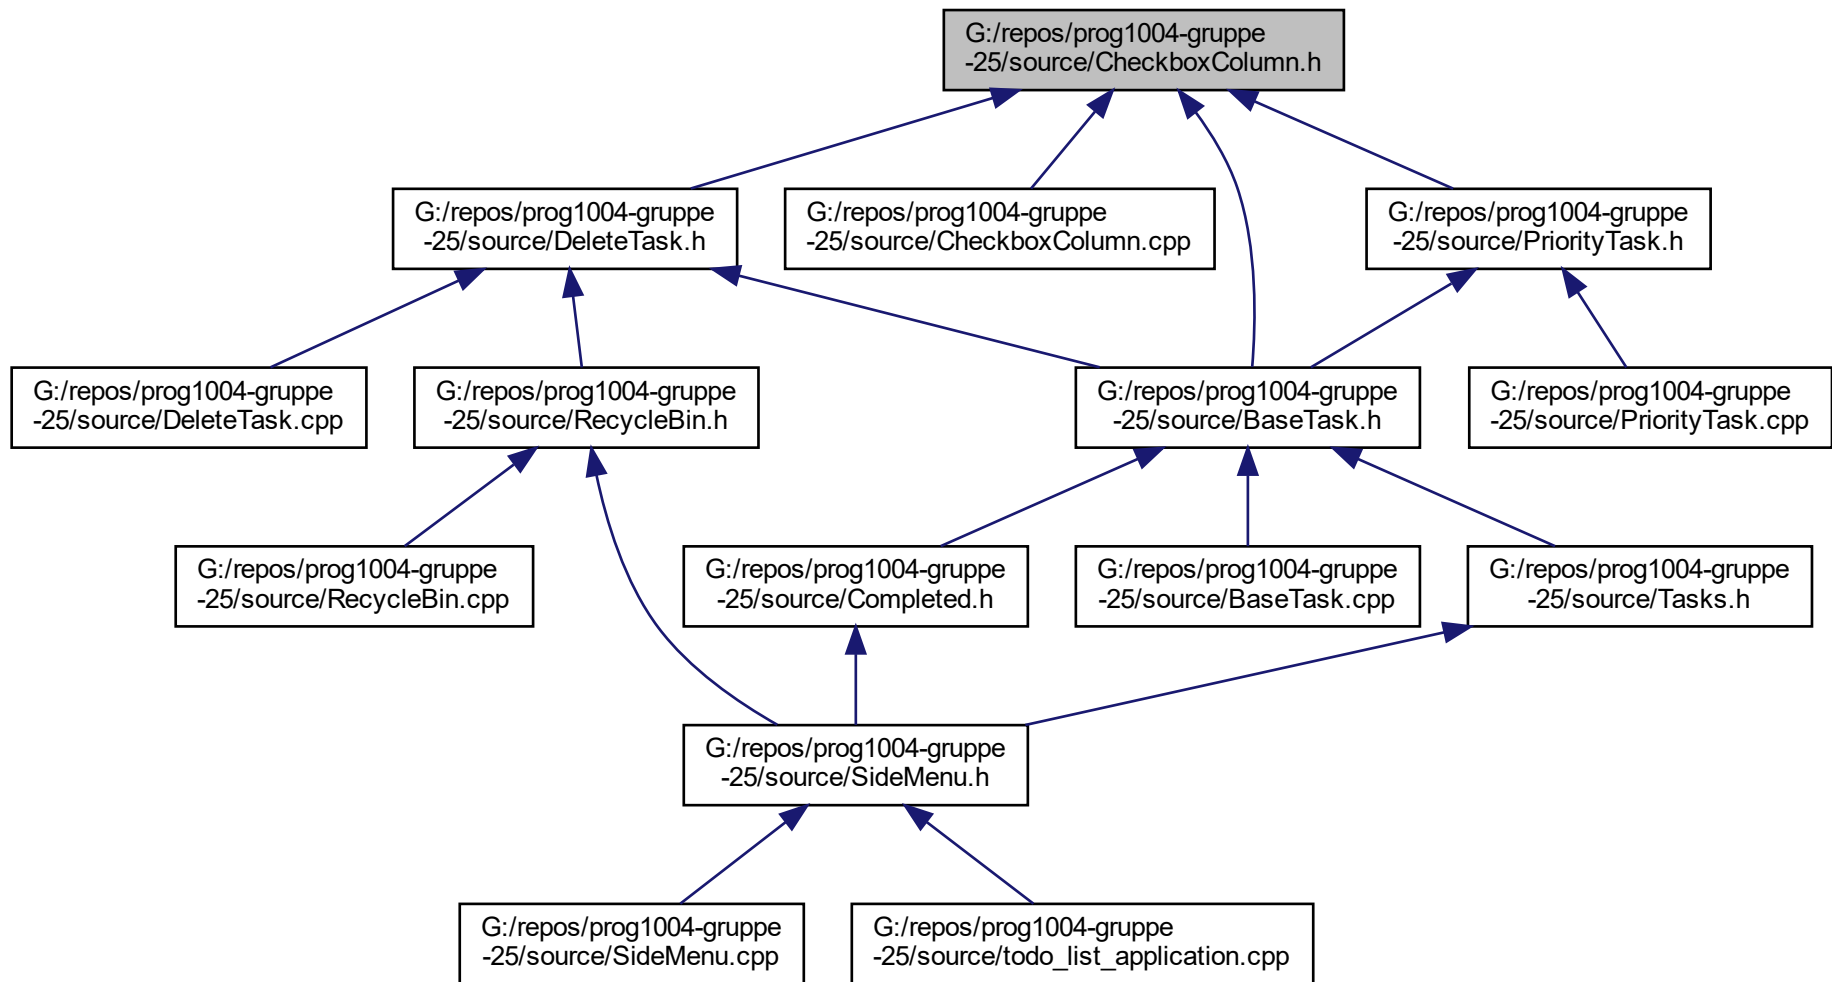 G:/repos/prog1004-gruppe
-25/source/CheckboxColumn.h
G:/repos/prog1004-gruppe
-25/source/DeleteTask.h
G:/repos/prog1004-gruppe
-25/source/CheckboxColumn.cpp
G:/repos/prog1004-gruppe
-25/source/PriorityTask.h
G:/repos/prog1004-gruppe
-25/source/DeleteTask.cpp
G:/repos/prog1004-gruppe
-25/source/RecycleBin.h
G:/repos/prog1004-gruppe
-25/source/BaseTask.h
G:/repos/prog1004-gruppe
-25/source/PriorityTask.cpp
G:/repos/prog1004-gruppe
-25/source/RecycleBin.cpp
G:/repos/prog1004-gruppe
-25/source/Completed.h
G:/repos/prog1004-gruppe
-25/source/BaseTask.cpp
G:/repos/prog1004-gruppe
-25/source/Tasks.h
G:/repos/prog1004-gruppe
-25/source/SideMenu.h
G:/repos/prog1004-gruppe
-25/source/SideMenu.cpp
G:/repos/prog1004-gruppe
-25/source/todo_list_application.cpp